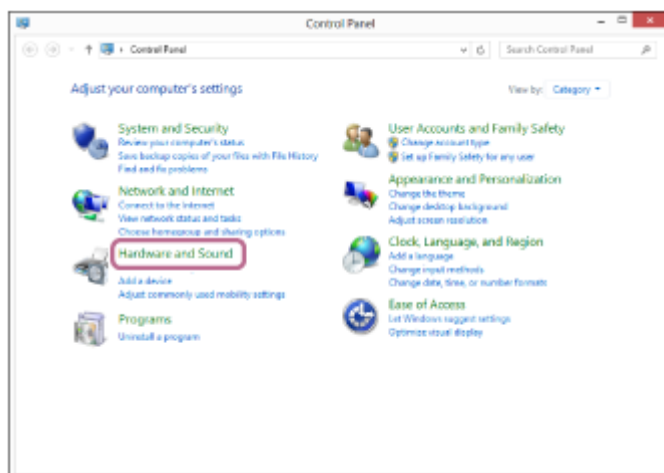 Control Panel
Control Panel
Search Control Panel
Adjust your computer's settings
View by: Category
System and Security
Review your computer's status
Save backup copies of your files with File History
Find and fix problems
Network and Internet
Connect to the Internet
View network status and tasks
Choose homegroup and sharing options
Hardware and Sound
Add a device
Adjust commonly used mobility settings
Programs
Uninstall a program
User Accounts and Family Safety
Change account type
Set up Family Safety for any user
Appearance and Personalization
Change the theme
Change desktop background
Adjust screen resolution
Clock, Language, and Region
Add a language
Change input methods
Change date, time, or number formats
Ease of Access
Let Windows suggest settings
Optimize visual display